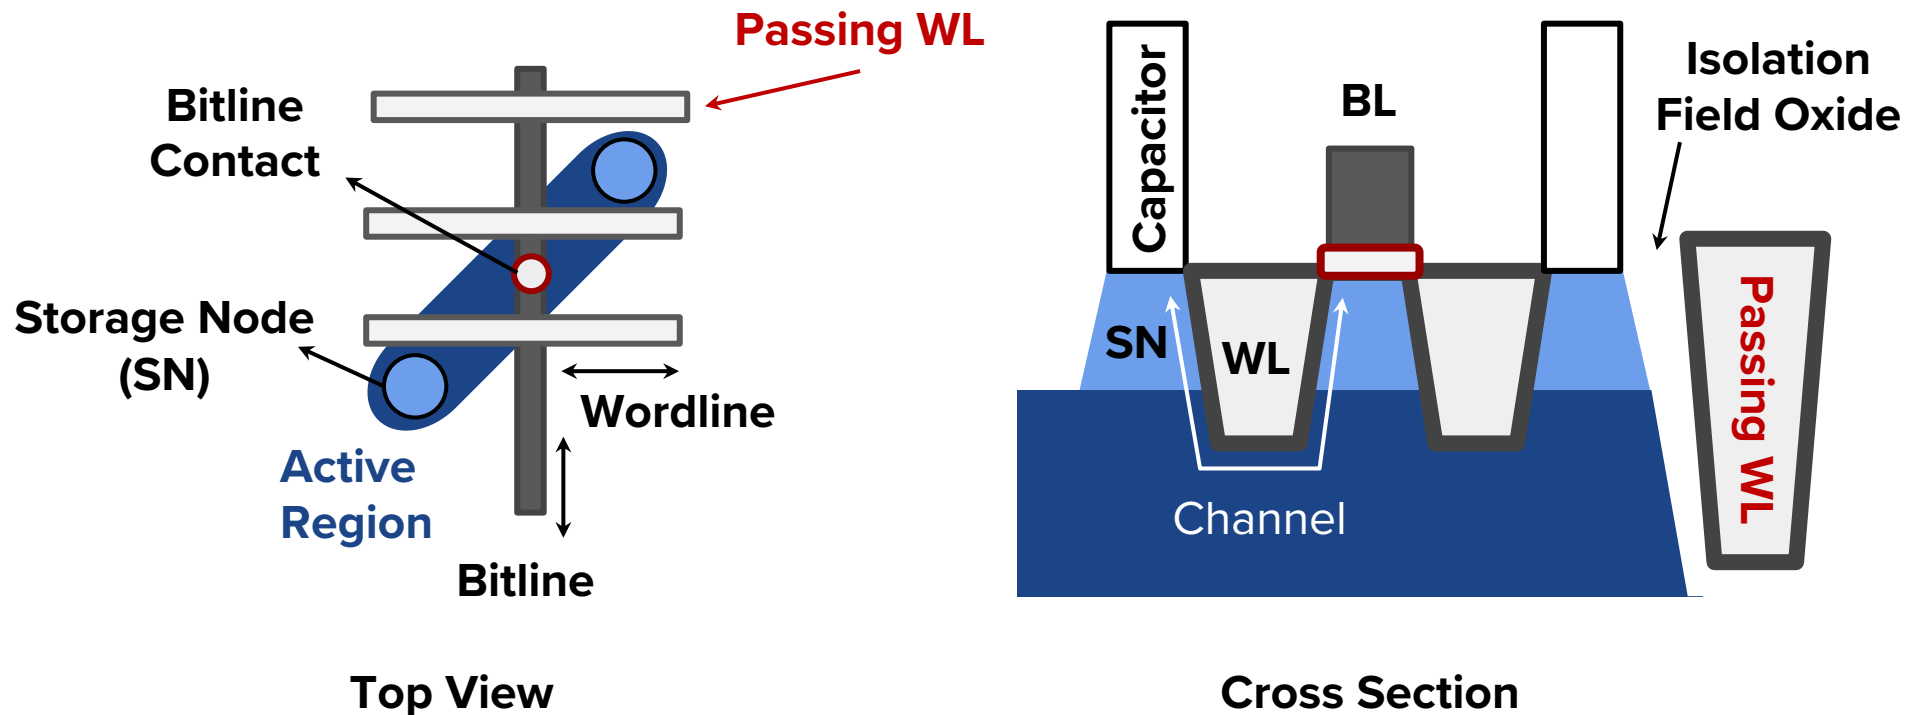 Passing WL
Bitline
Contact
Storage Node
(SN)
Wordline
Active
Region
Bitline
Top View
Capacitor
BL
Isolation
Field Oxide
SN
WL
Passing WL
Channel
Cross Section